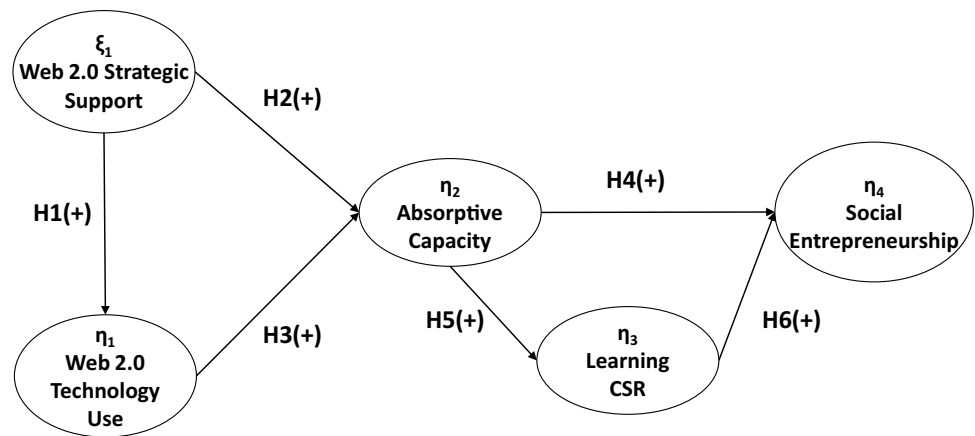 ξ1
Web 2.0 Strategic
Support
H2(+)
H1(+)
η2
Absorptive
Capacity
H4(+)
η4
Social
Entrepreneurship
H3(+)
H5(+)
H6(+)
η1
Web 2.0
Technology
Use
η3
Learning
CSR